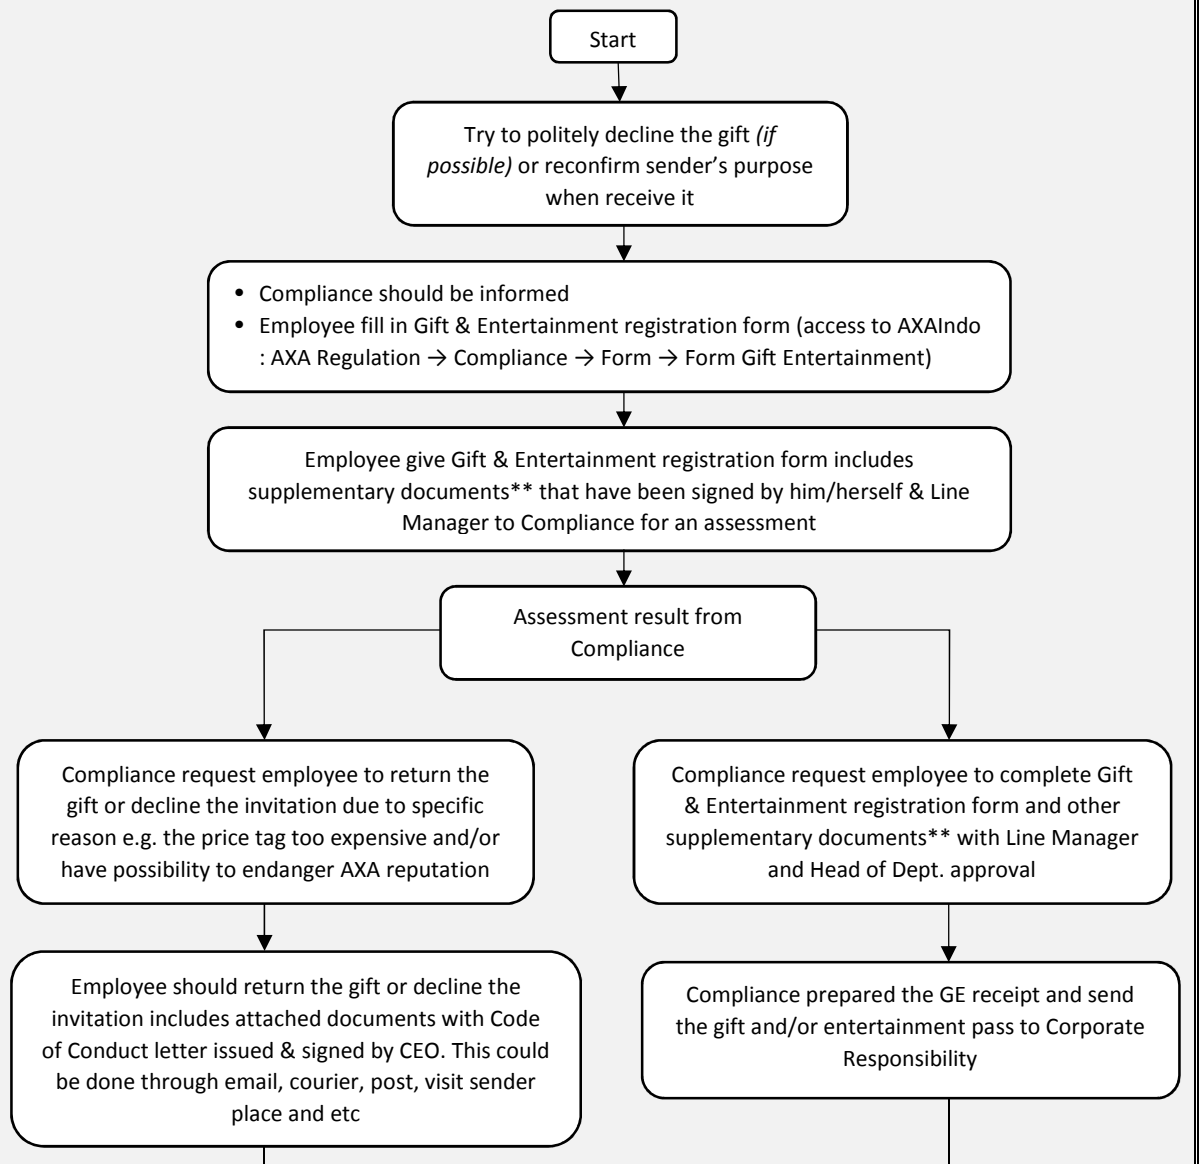 Start
Try to politely decline the gift (if
possible) or reconfirm sender's purpose
when receive it
• Compliance should be informed
• Employee fill in Gift & Entertainment registration form (access to AXAIndo
: AXA Regulation → Compliance → Form → Form Gift Entertainment)
Employee give Gift & Entertainment registration form includes
supplementary documents** that have been signed by him/herself & Line
Manager to Compliance for an assessment
Assessment result from
Compliance
Compliance request employee to return the
gift or decline the invitation due to specific
reason e.g. the price tag too expensive and/or
have possibility to endanger AXA reputation
Compliance request employee to complete Gift
& Entertainment registration form and other
supplementary documents** with Line Manager
and Head of Dept. approval
Employee should return the gift or decline the
invitation includes attached documents with Code
of Conduct letter issued & signed by CEO. This could
be done through email, courier, post, visit sender
place and etc
Compliance prepared the GE receipt and send
the gift and/or entertainment pass to Corporate
Responsibility